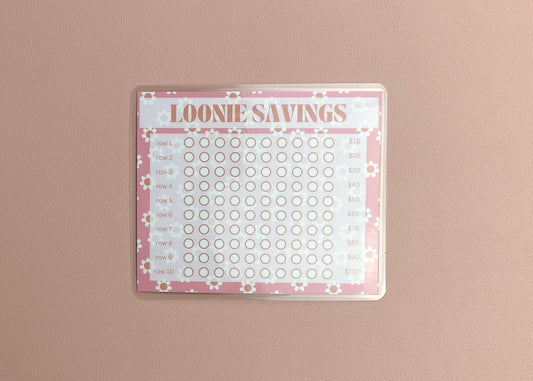 LOONIE SAVINGS
row 1 $10
row 2 $20
row 3 $30
row 4 $40
row 5 $50
row 6 $60
row 7 $70
row 8 $80
row 9 $90
row 10 $100